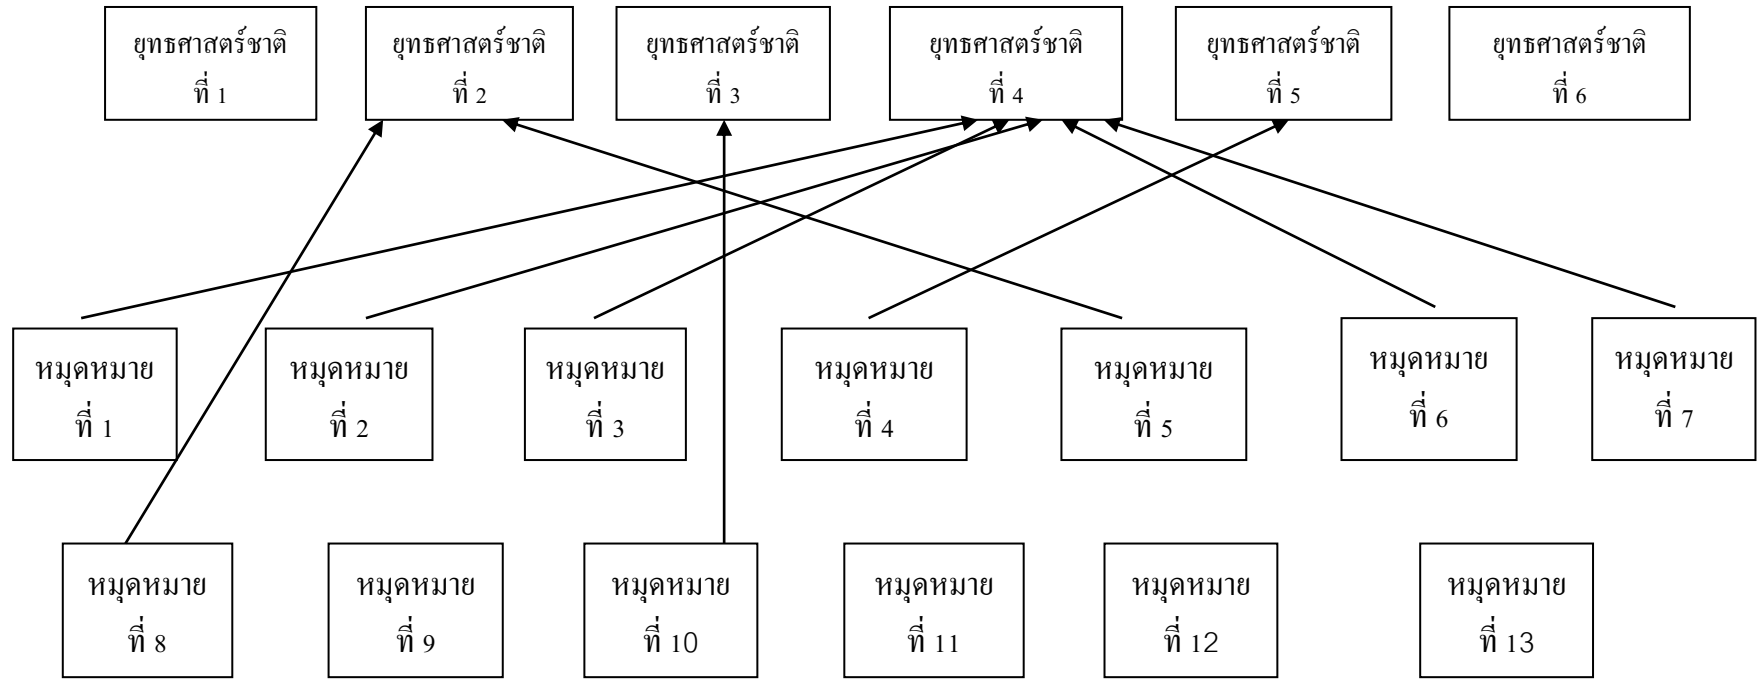 ยุทธศาสตร์ชาติ
ที่ 1
ยุทธศาสตร์ชาติ
ที่ 2
ยุทธศาสตร์ชาติ
ที่ 3
ยุทธศาสตร์ชาติ
ที่ 4
ยุทธศาสตร์ชาติ
ที่ 5
ยุทธศาสตร์ชาติ
ที่ 6
หมุดหมาย
ที่ 1
หมุดหมาย
ที่ 2
หมุดหมาย
ที่ 3
หมุดหมาย
ที่ 4
หมุดหมาย
ที่ 5
หมุดหมาย
ที่ 6
หมุดหมาย
ที่ 7
หมุดหมาย
ที่ 8
หมุดหมาย
ที่ 9
หมุดหมาย
ที่ 10
หมุดหมาย
ที่ 11
หมุดหมาย
ที่ 12
หมุดหมาย
ที่ 13